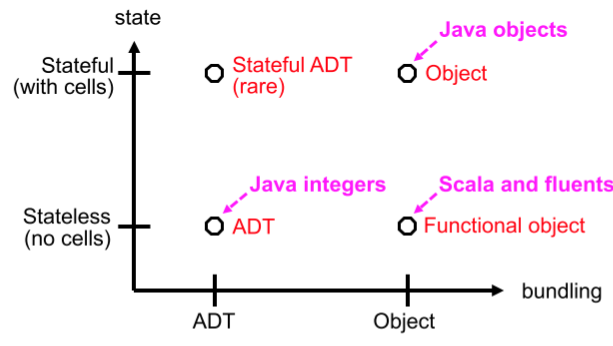 state
Java objects
Stateful
(with cells)
Stateful ADT
(rare)
Object
Java integers
Scala and fluents
Stateless
(no cells)
ADT
Functional object
bundling
ADT
Object